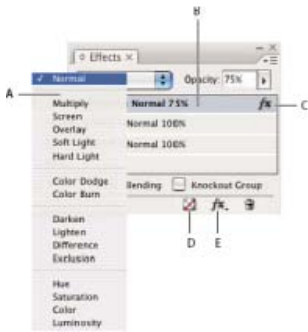 B
Effects ×
Normal
Opacity: 75%
A
Multiply
Normal 75%
fx
C
Screen
Overlay
Normal 100%
Soft Light
Hard Light
Normal 100%
Color Dodge
Color Burn
Blending
Knockout Group
Darken
fx.
Lighten
D
E
Difference
Exclusion
Hue
Saturation
Color
Luminosity